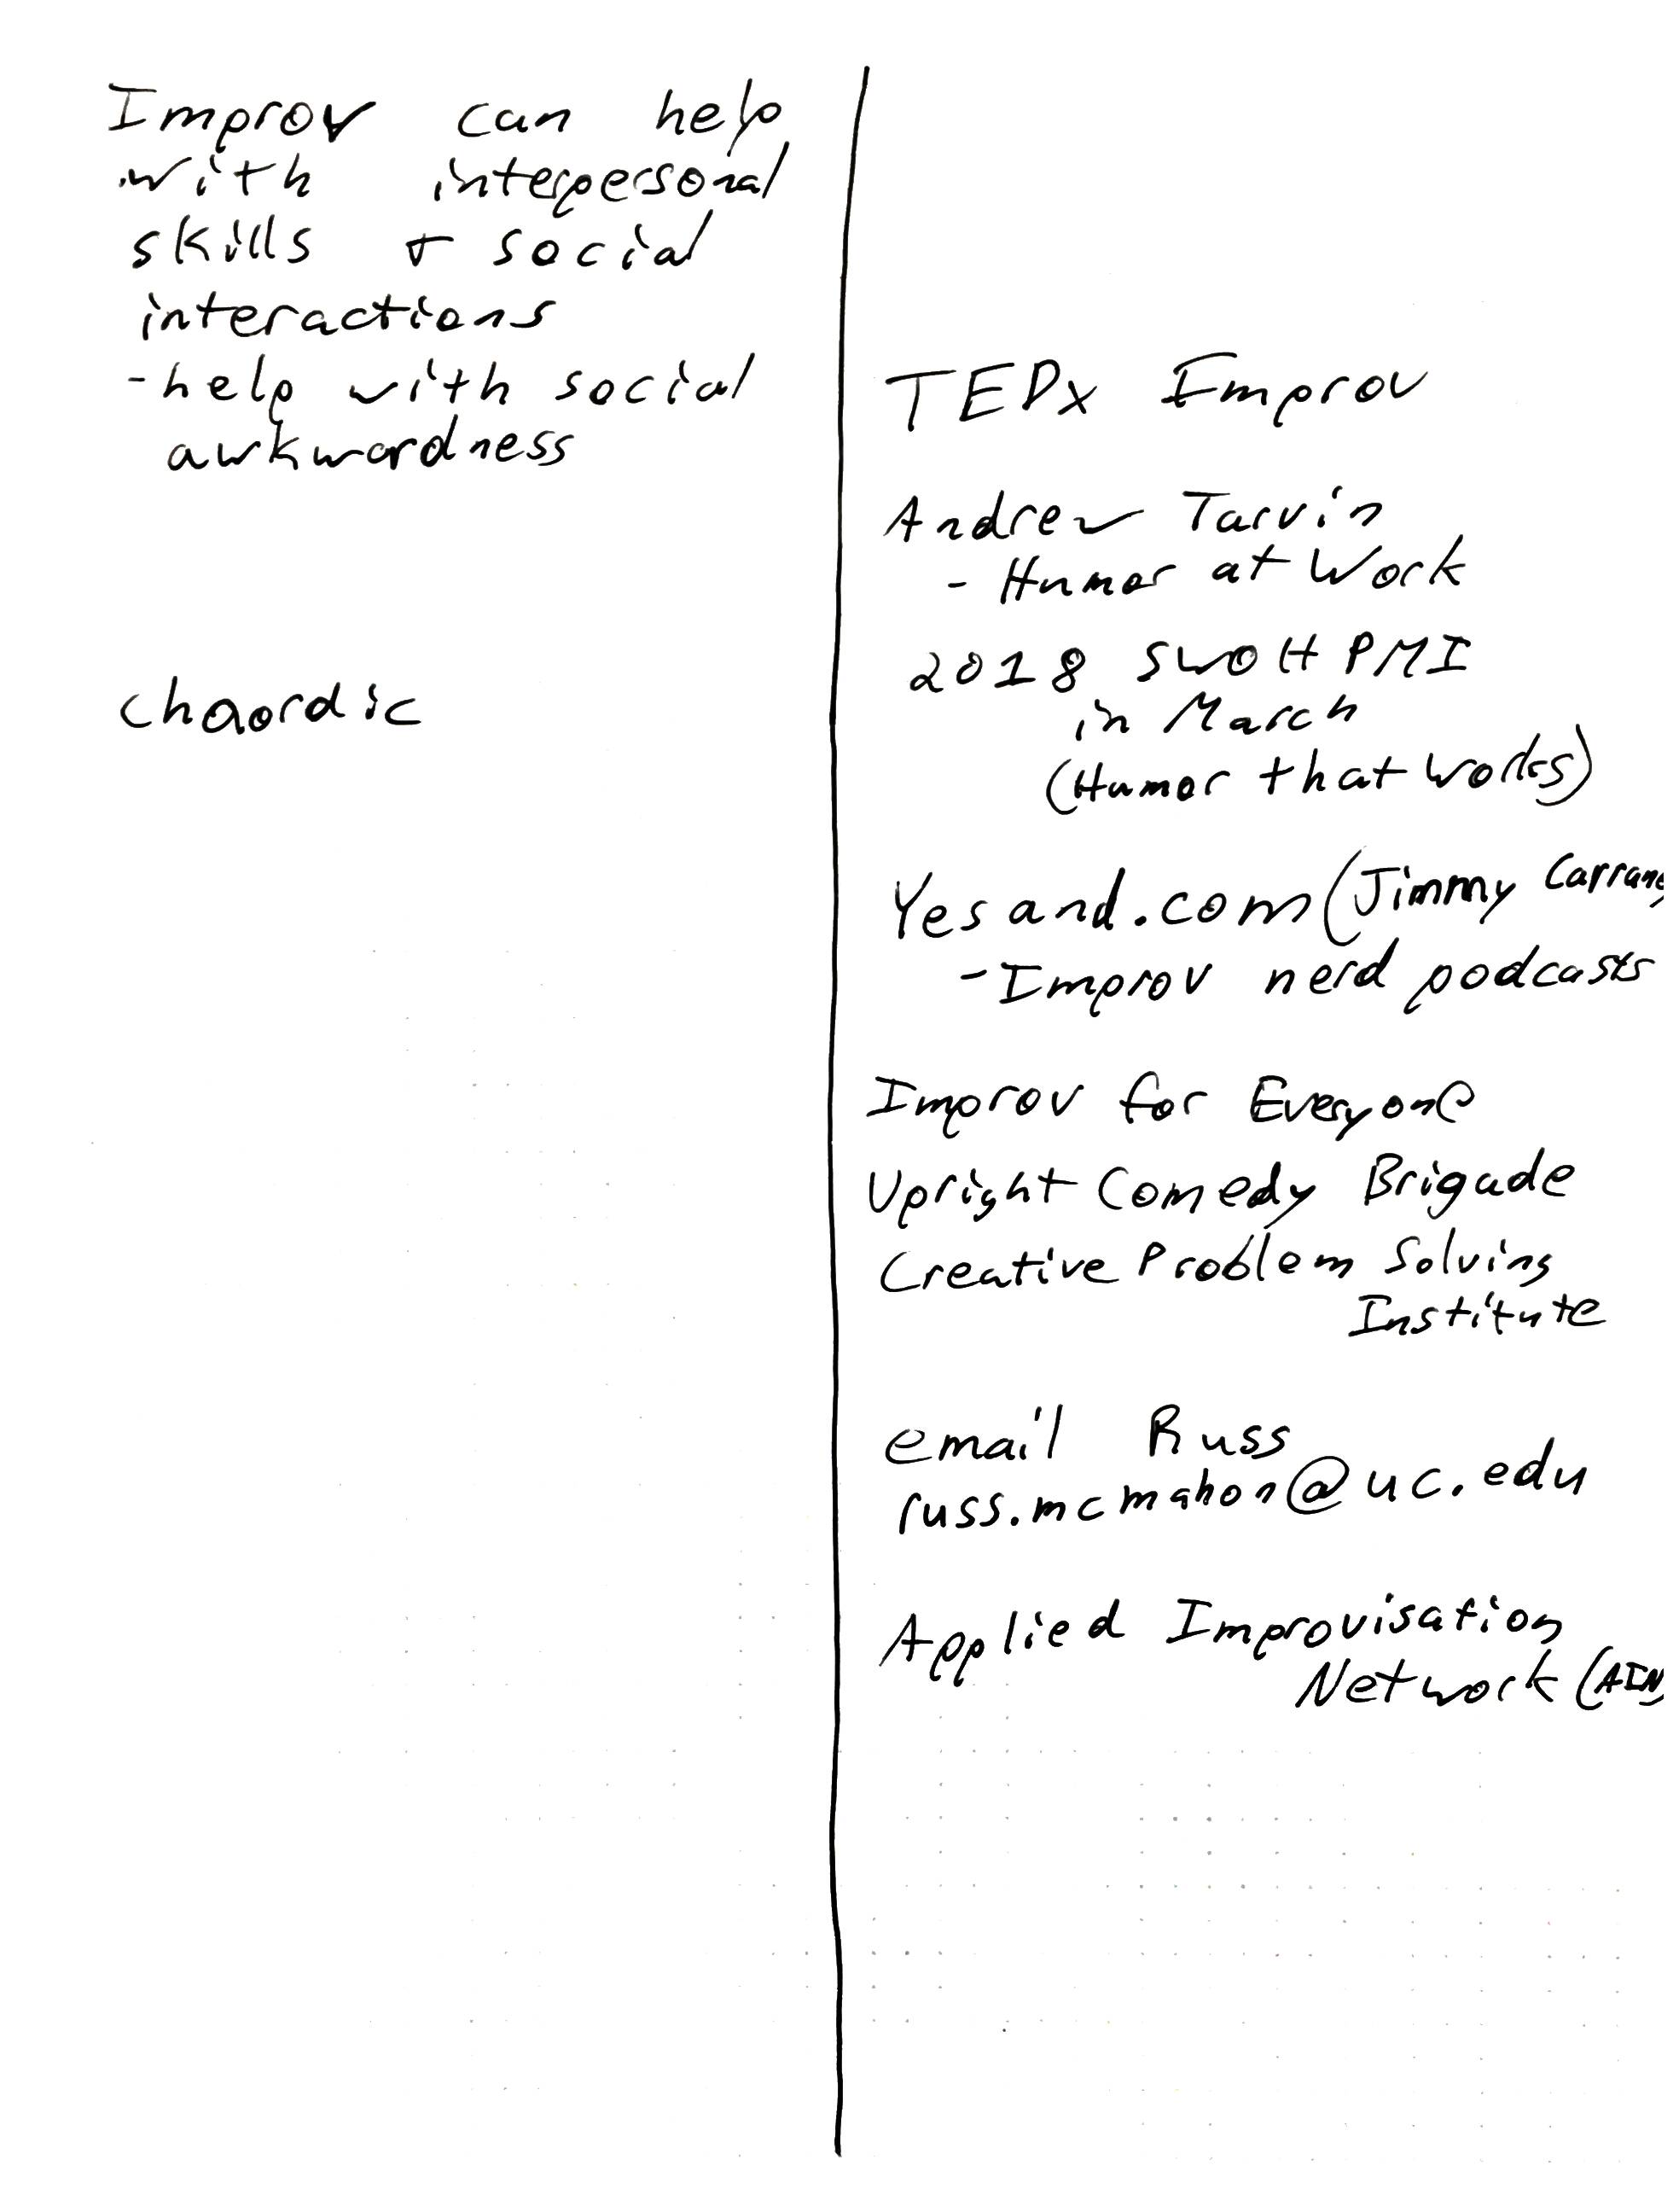 Improv can help
with interpersonal
skills + social
interactions
- help with social
awkwardness
chaordic
TEDx Improv
Andrew Tarvin
- Humor at Work
2018 SWOH PMI
in March
(Humor that works)
Yesand.com (Jimmy Carrane
- Improv nerd podcasts
Improv for Everyone
Upright Comedy Brigade
Creative Problem Solving
Institute
email Russ
russ.mcmahon@uc.edu
Applied Improvisation
Network (AIN)